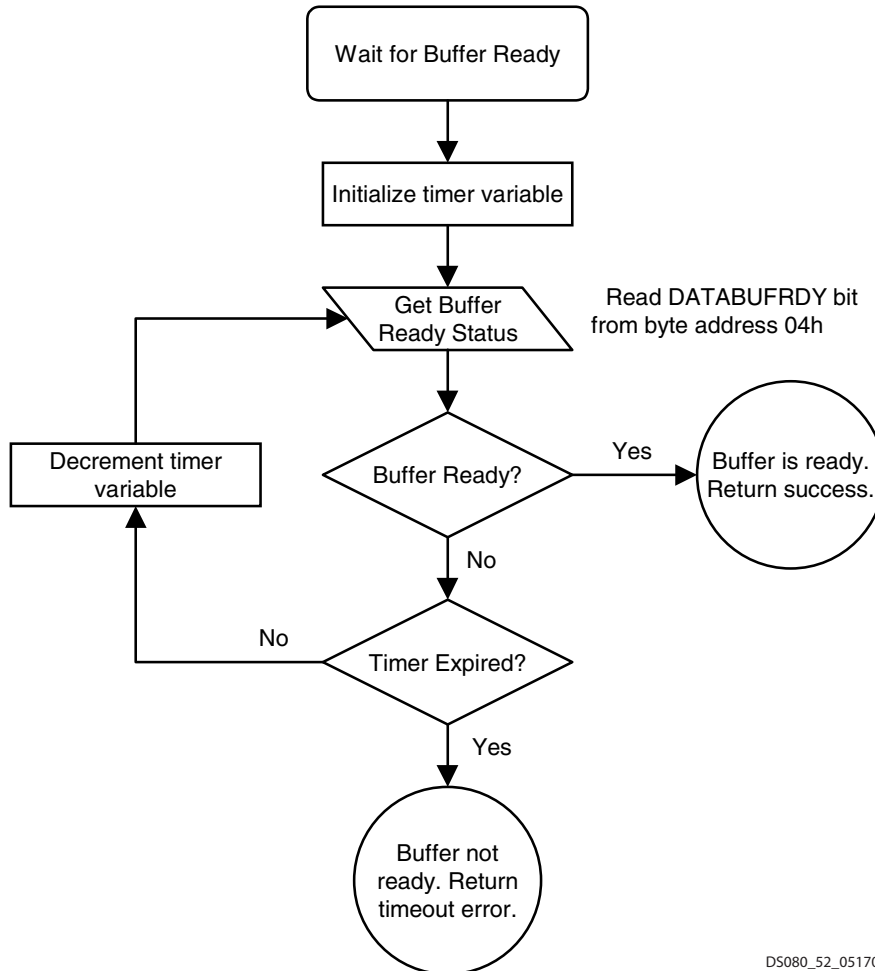 Wait for Buffer Ready
Initialize timer variable
Get Buffer
Ready Status
Read DATABUFRDY bit
from byte address 04h
Decrement timer
variable
Buffer Ready?
Yes
Buffer is ready.
Return success.
No
No
Timer Expired?
Yes
Buffer not
ready. Return
timeout error.
DS080_52_05170